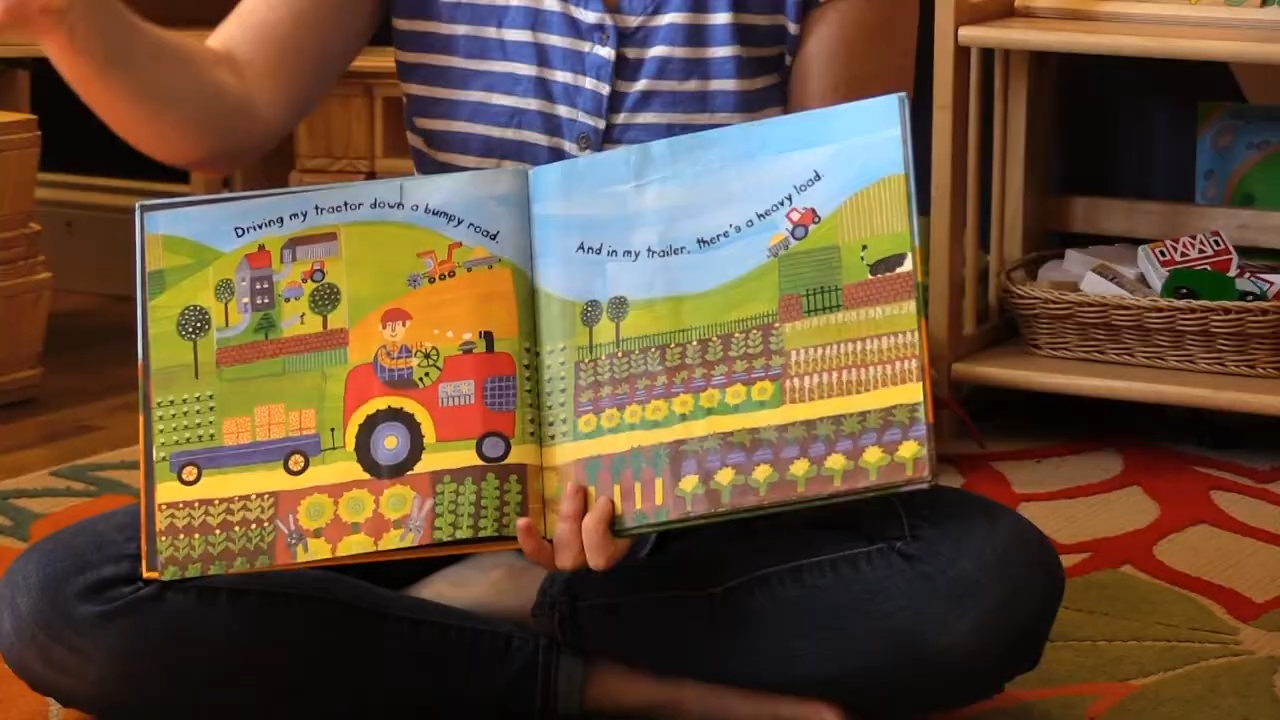 Driving my tractor down a bumpy road.
And in my trailer, there's a heavy load.